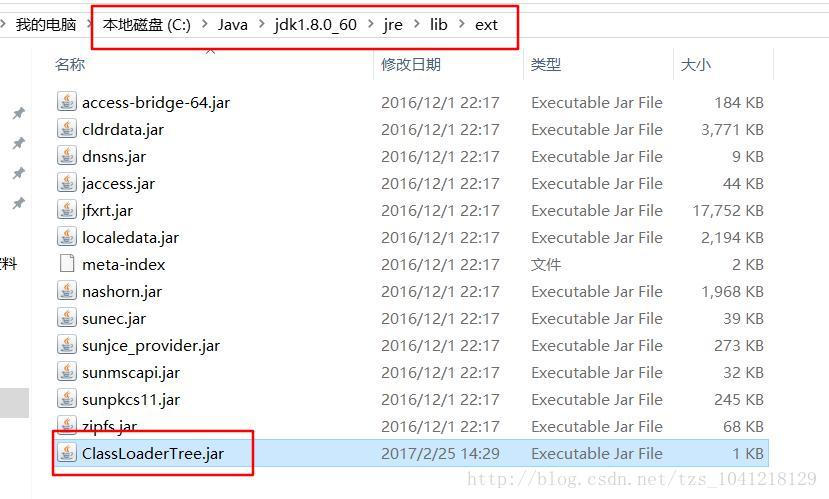 我的电脑 本地磁盘 (C:) Java jdk1.8.0_60 jre lib ext
名称 修改日期 类型 大小
access-bridge-64.jar 2016/12/1 22:17 Executable Jar File 184 KB
cldrdata.jar 2016/12/1 22:17 Executable Jar File 3,771 KB
dnsns.jar 2016/12/1 22:17 Executable Jar File 9 KB
jaccess.jar 2016/12/1 22:17 Executable Jar File 44 KB
jfxrt.jar 2016/12/1 22:17 Executable Jar File 17,752 KB
localedata.jar 2016/12/1 22:17 Executable Jar File 2,194 KB
料 meta-index 2016/12/1 22:17 文件 2 KB
nashorn.jar 2016/12/1 22:17 Executable Jar File 1,968 KB
sunec.jar 2016/12/1 22:17 Executable Jar File 39 KB
sunjce_provider.jar 2016/12/1 22:17 Executable Jar File 273 KB
sunmscapi.jar 2016/12/1 22:17 Executable Jar File 32 KB
sunpkcs11.jar 2016/12/1 22:17 Executable Jar File 245 KB
zipfs.jar 2016/12/1 22:17 Executable Jar File 68 KB
ClassLoaderTree.jar 2017/2/25 14:29 Executable Jar File 1 KB
http://blog.csdn.net/tzs_1041218129